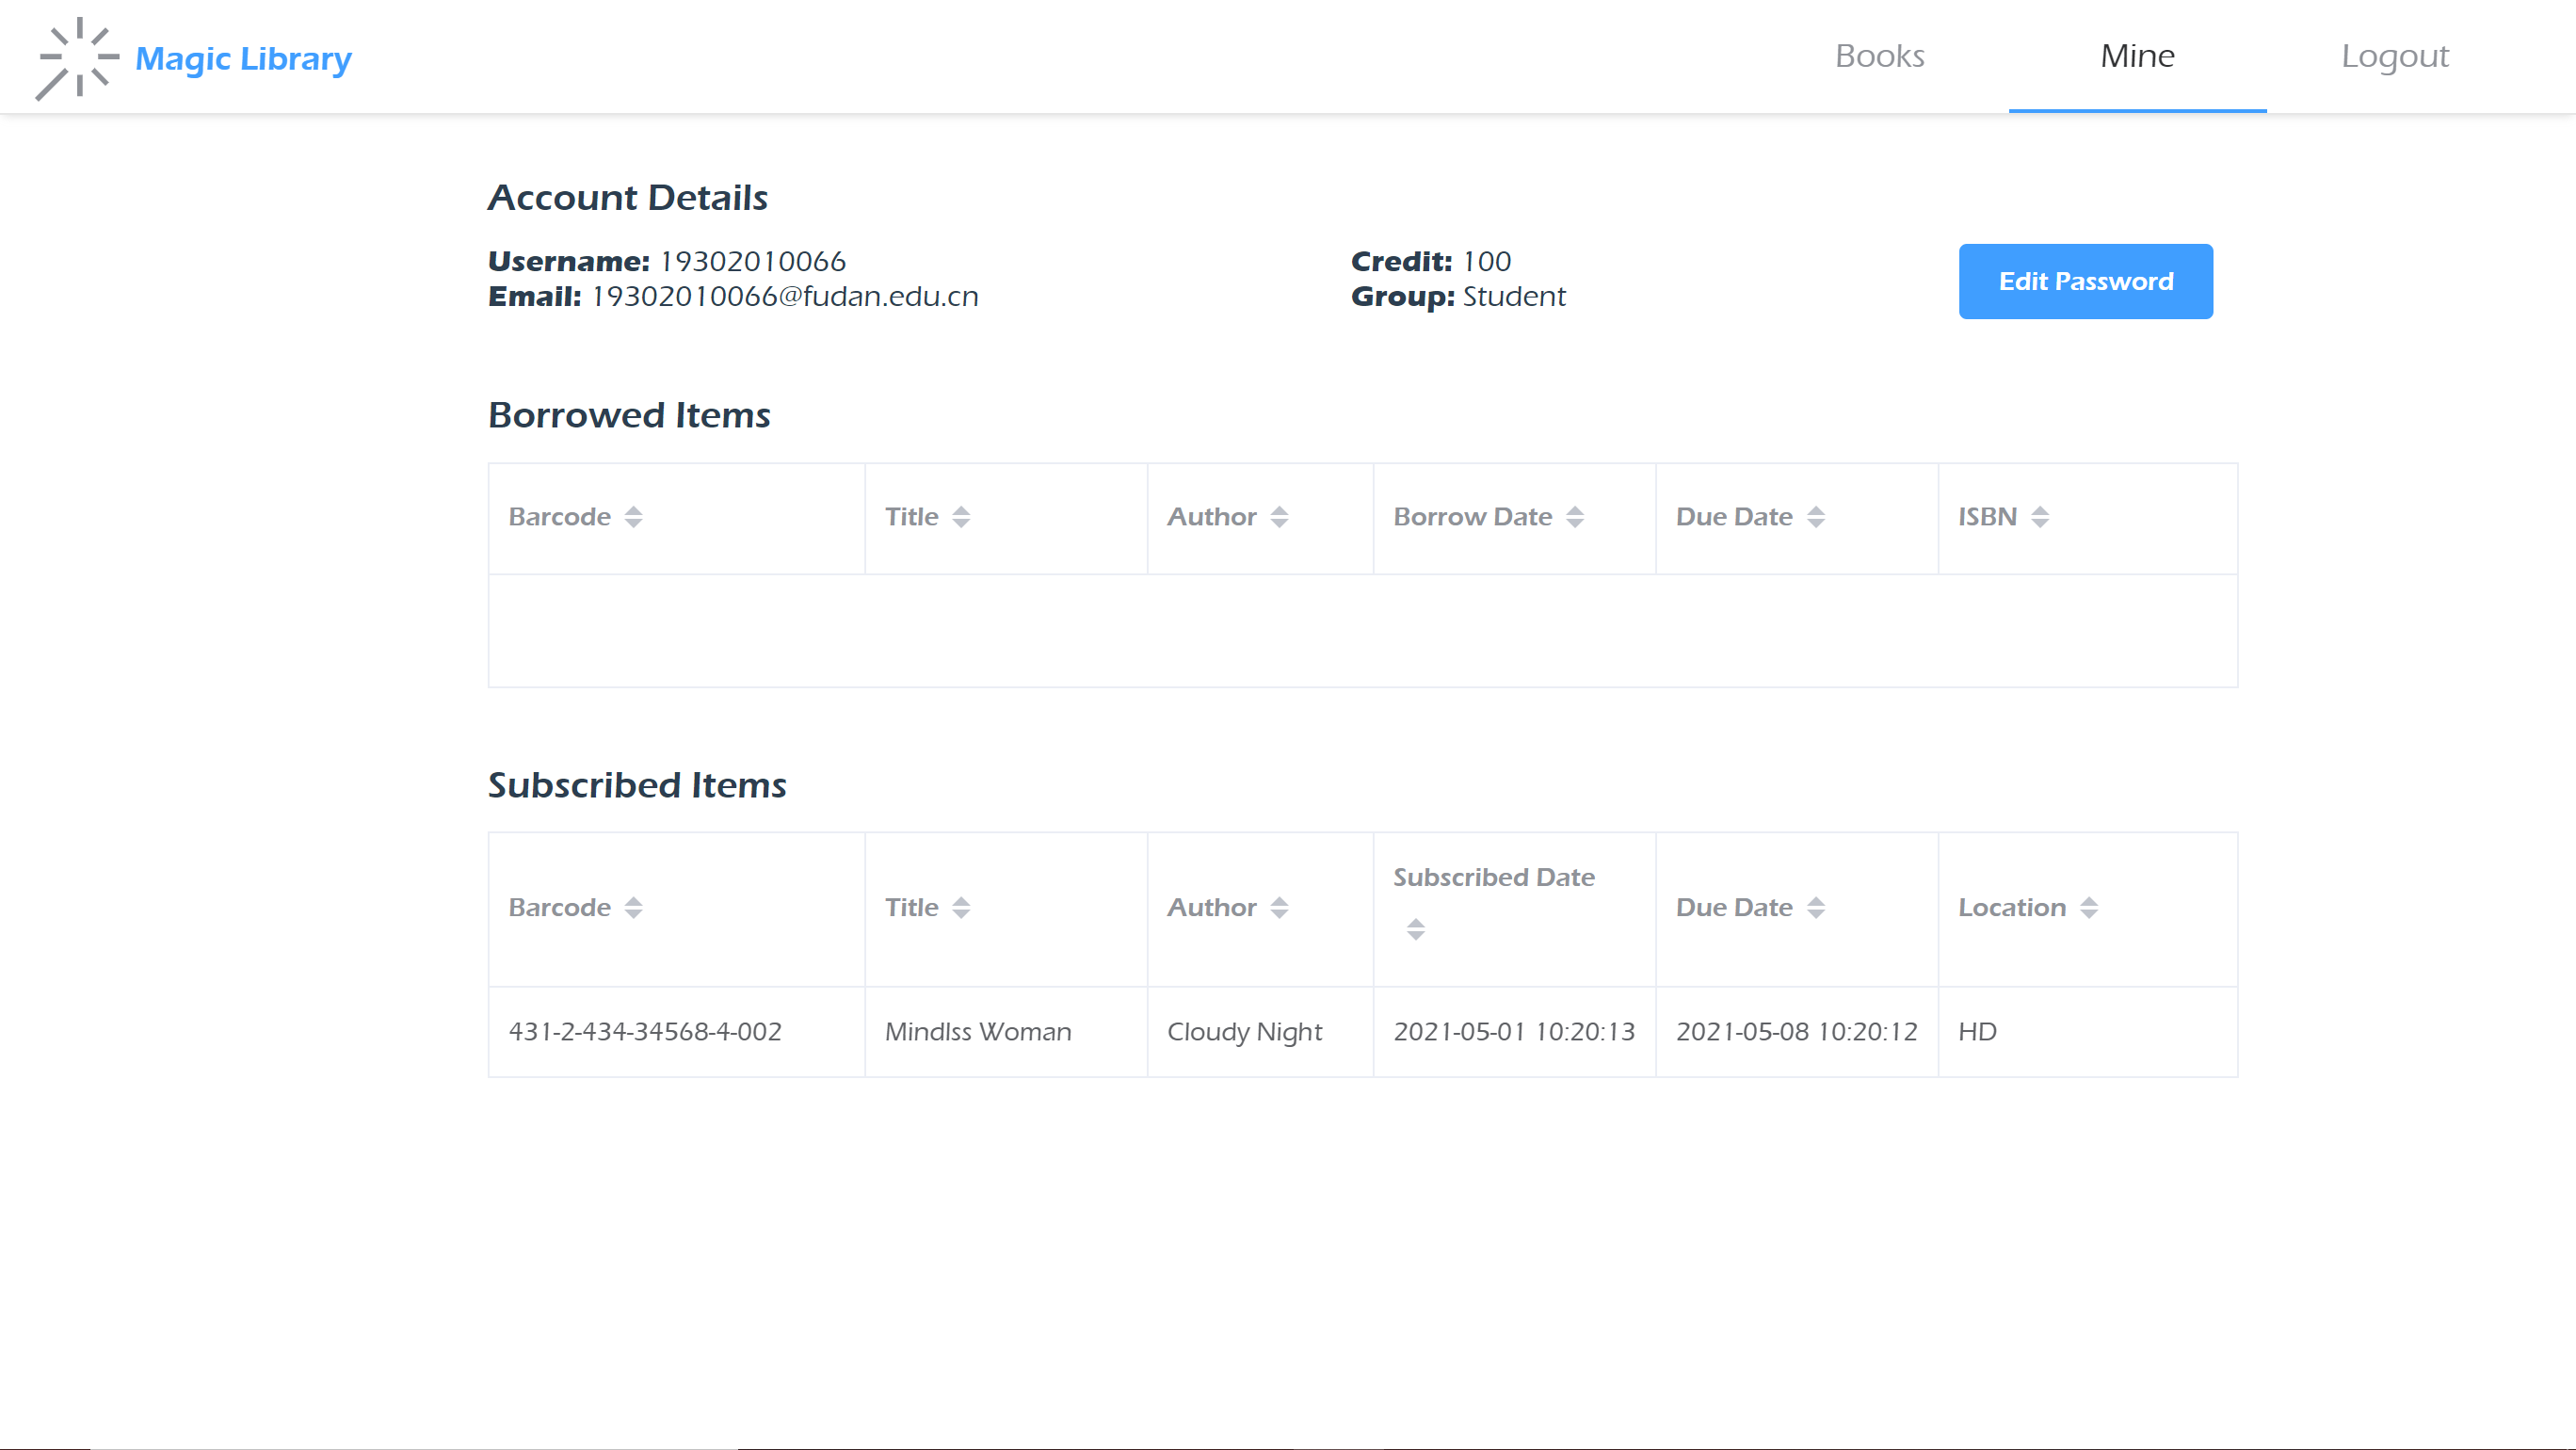 Magic Library
Books Mine Logout
Account Details
Username: 19302010066 Credit: 100
Edit Password
Email: 19302010066@fudan.edu.cn Group: Student
Borrowed Items
Barcode Title Author Borrow Date Due Date ISBN
Subscribed Items
Barcode Title Author Subscribed Date Due Date Location
431-2-434-34568-4-002 Mindlss Woman Cloudy Night 2021-05-01 10:20:13 2021-05-08 10:20:12 HD